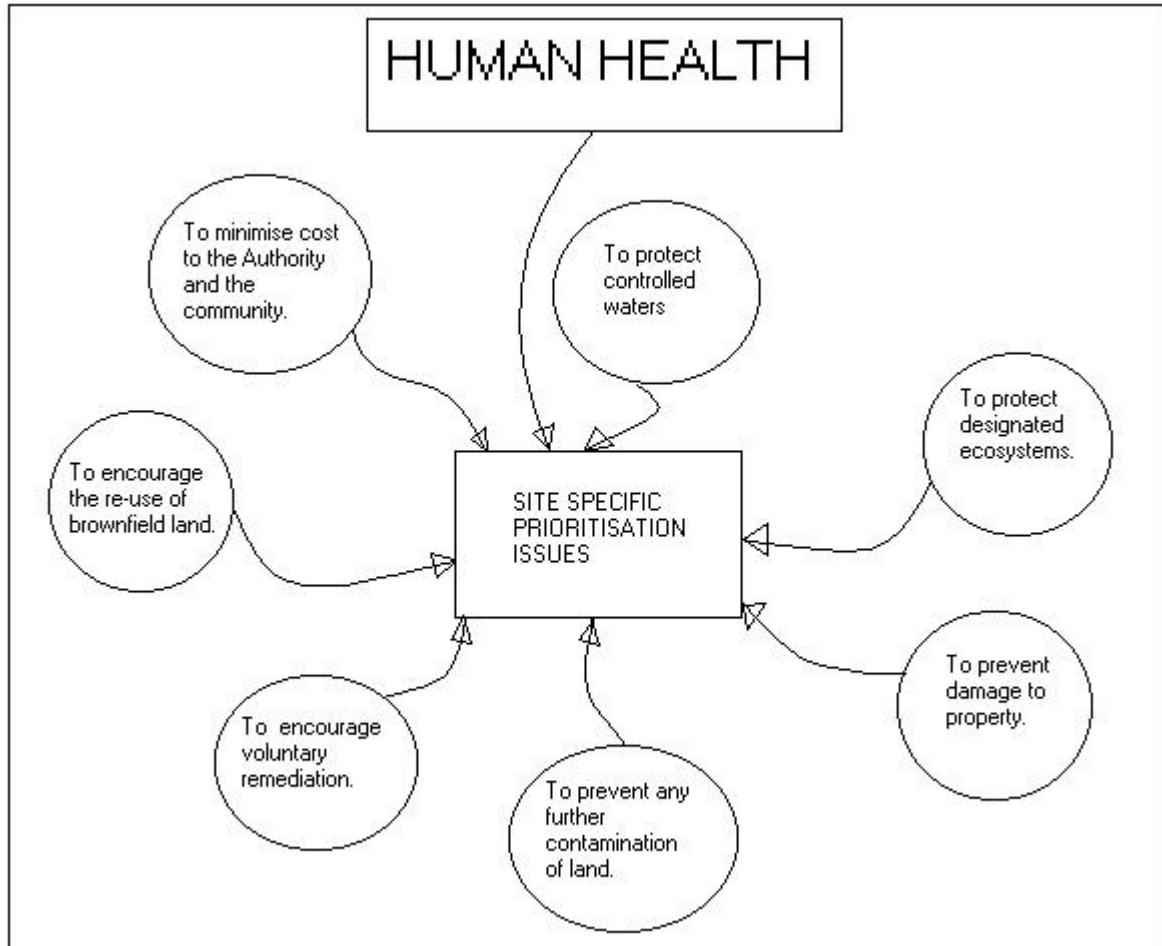 HUMAN HEALTH
To minimise cost
to the Authority
and the
community.
To protect
controlled
waters
To protect
designated
ecosystems.
To encourage
the re-use of
brownfield land.
SITE SPECIFIC
PRIORITISATION
ISSUES
To prevent
damage to
property.
To encourage
voluntary
remediation.
To prevent any
further
contamination
of land.